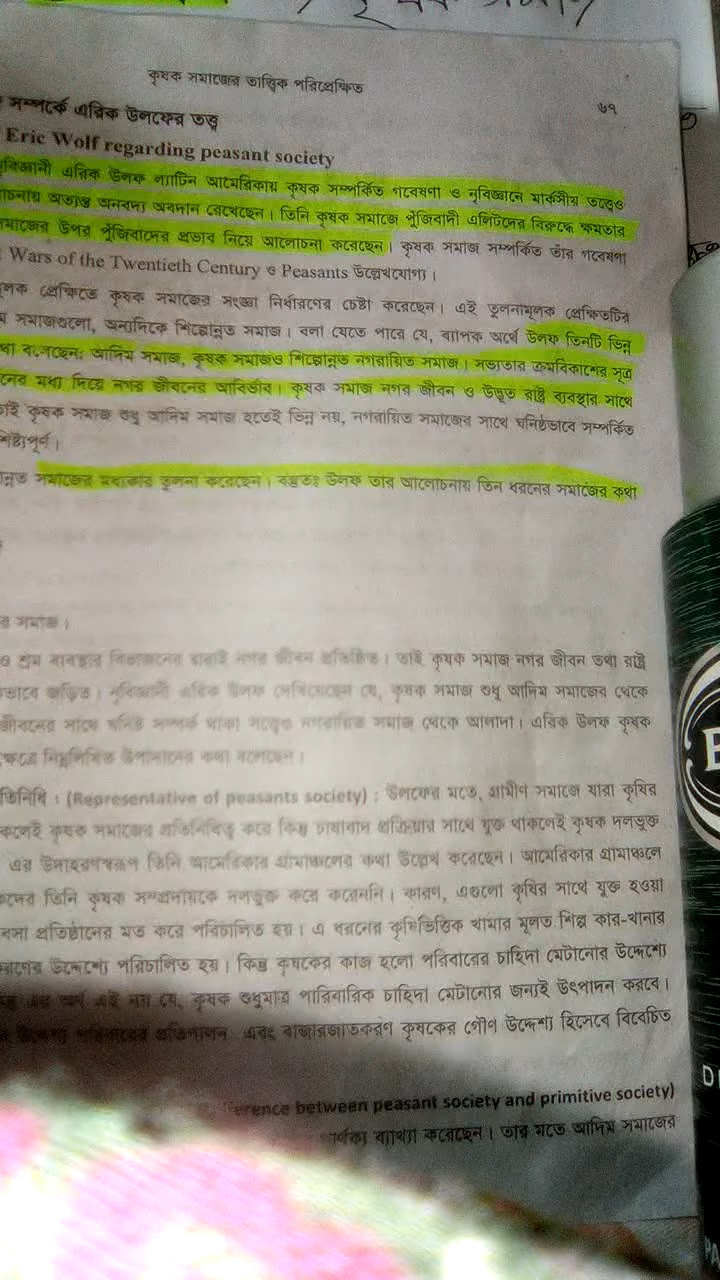 কৃষক সমাজের তাত্ত্বিক পরিপ্রেক্ষিত
৬৭
সম্পর্কে এরিক উলফের তত্ত্ব
Eric Wolf regarding peasant society
এরিক উলফ ল্যাটিন আমেরিকায় কৃষক সম্পর্কিত গবেষণা ও নৃবিজ্ঞানে মার্কসীয় তত্ত্বেও
অত্যন্ত অনবদ্য অবদান রেখেছেন। তিনি কৃষক সমাজে পুঁজিবাদী এলিটদের বিরুদ্ধে ক্ষমতার
উপর পুঁজিবাদের প্রভাব নিয়ে আলোচনা করেছেন। কৃষক সমাজ সম্পর্কিত তাঁর গবেষণা
Wars of the Twentieth Century ও Peasants উল্লেখযোগ্য।
প্রেক্ষিতে কৃষক সমাজের সংজ্ঞা নির্ধারণের চেষ্টা করেছেন। এই তুলনামূলক প্রেক্ষিতটির
সমাজগুলো, অন্যদিকে শিল্পোন্নত সমাজ। বলা যেতে পারে যে, ব্যাপক অর্থে উলফ তিনটি ভিন্ন
বলেছেন: আদিম সমাজ, কৃষক সমাজও শিল্পোন্নত নগরায়িত সমাজ। সভ্যতার ক্রমবিকাশের সূত্র
মধ্য দিয়ে নগর জীবনের আবির্ভাব। কৃষক সমাজ নগর জীবন ও উদ্ভূত রাষ্ট্র ব্যবস্থার সাথে
কৃষক সমাজ শুধু আদিম সমাজ হতেই ভিন্ন নয়, নগরায়িত সমাজের সাথে ঘনিষ্ঠভাবে সম্পর্কিত
সমাজের মধ্যকার তুলনা করেছেন। বস্তুতঃ উলফ তার আলোচনায় তিন ধরনের সমাজের কথা
সমাজ।
ও শ্রম ব্যবস্থার বিভাজনের দ্বারাই নগর জীবন প্রতিষ্ঠিত। তাই কৃষক সমাজ নগর জীবন তথা রাষ্ট্র
জড়িত। নৃবিজ্ঞানী এরিক উলফ দেখিয়েছেন যে, কৃষক সমাজ শুধু আদিম সমাজের থেকে
জীবনের সাথে ঘনিষ্ঠ সম্পর্ক থাকা সত্ত্বেও নগরায়িত সমাজ থেকে আলাদা। এরিক উলফ কৃষক
নিম্নলিখিত উপাদানের কথা বলেছেন।
(Representative of peasants society) : উলফের মতে, গ্রামীণ সমাজে যারা কৃষির
কৃষক সমাজের প্রতিনিধিত্ব করে কিন্তু চাষাবাদ প্রক্রিয়ার সাথে যুক্ত থাকলেই কৃষক দলভুক্ত
এর উদাহরণস্বরূপ তিনি আমেরিকার গ্রামাঞ্চলের কথা উল্লেখ করেছেন। আমেরিকার গ্রামাঞ্চলে
তিনি কৃষক সম্প্রদায়কে দলভুক্ত করে করেননি। কারণ, এগুলো কৃষির সাথে যুক্ত হওয়া
প্রতিষ্ঠানের মত করে পরিচালিত হয়। এ ধরনের কৃষিভিত্তিক খামার মূলত শিল্প কার-খানার
উদ্দেশ্যে পরিচালিত হয়। কিন্তু কৃষকের কাজ হলো পরিবারের চাহিদা মেটানোর উদ্দেশ্যে
এর অর্থ এই নয় যে, কৃষক শুধুমাত্র পারিবারিক চাহিদা মেটানোর জন্যই উৎপাদন করবে।
উদ্দেশ্য পরিবারের প্রতিপালন এবং বাজারজাতকরণ কৃষকের গৌণ উদ্দেশ্য হিসেবে বিবেচিত
between peasant society and primitive society)
ব্যাখ্যা করেছেন। তার মতে আদিম সমাজের